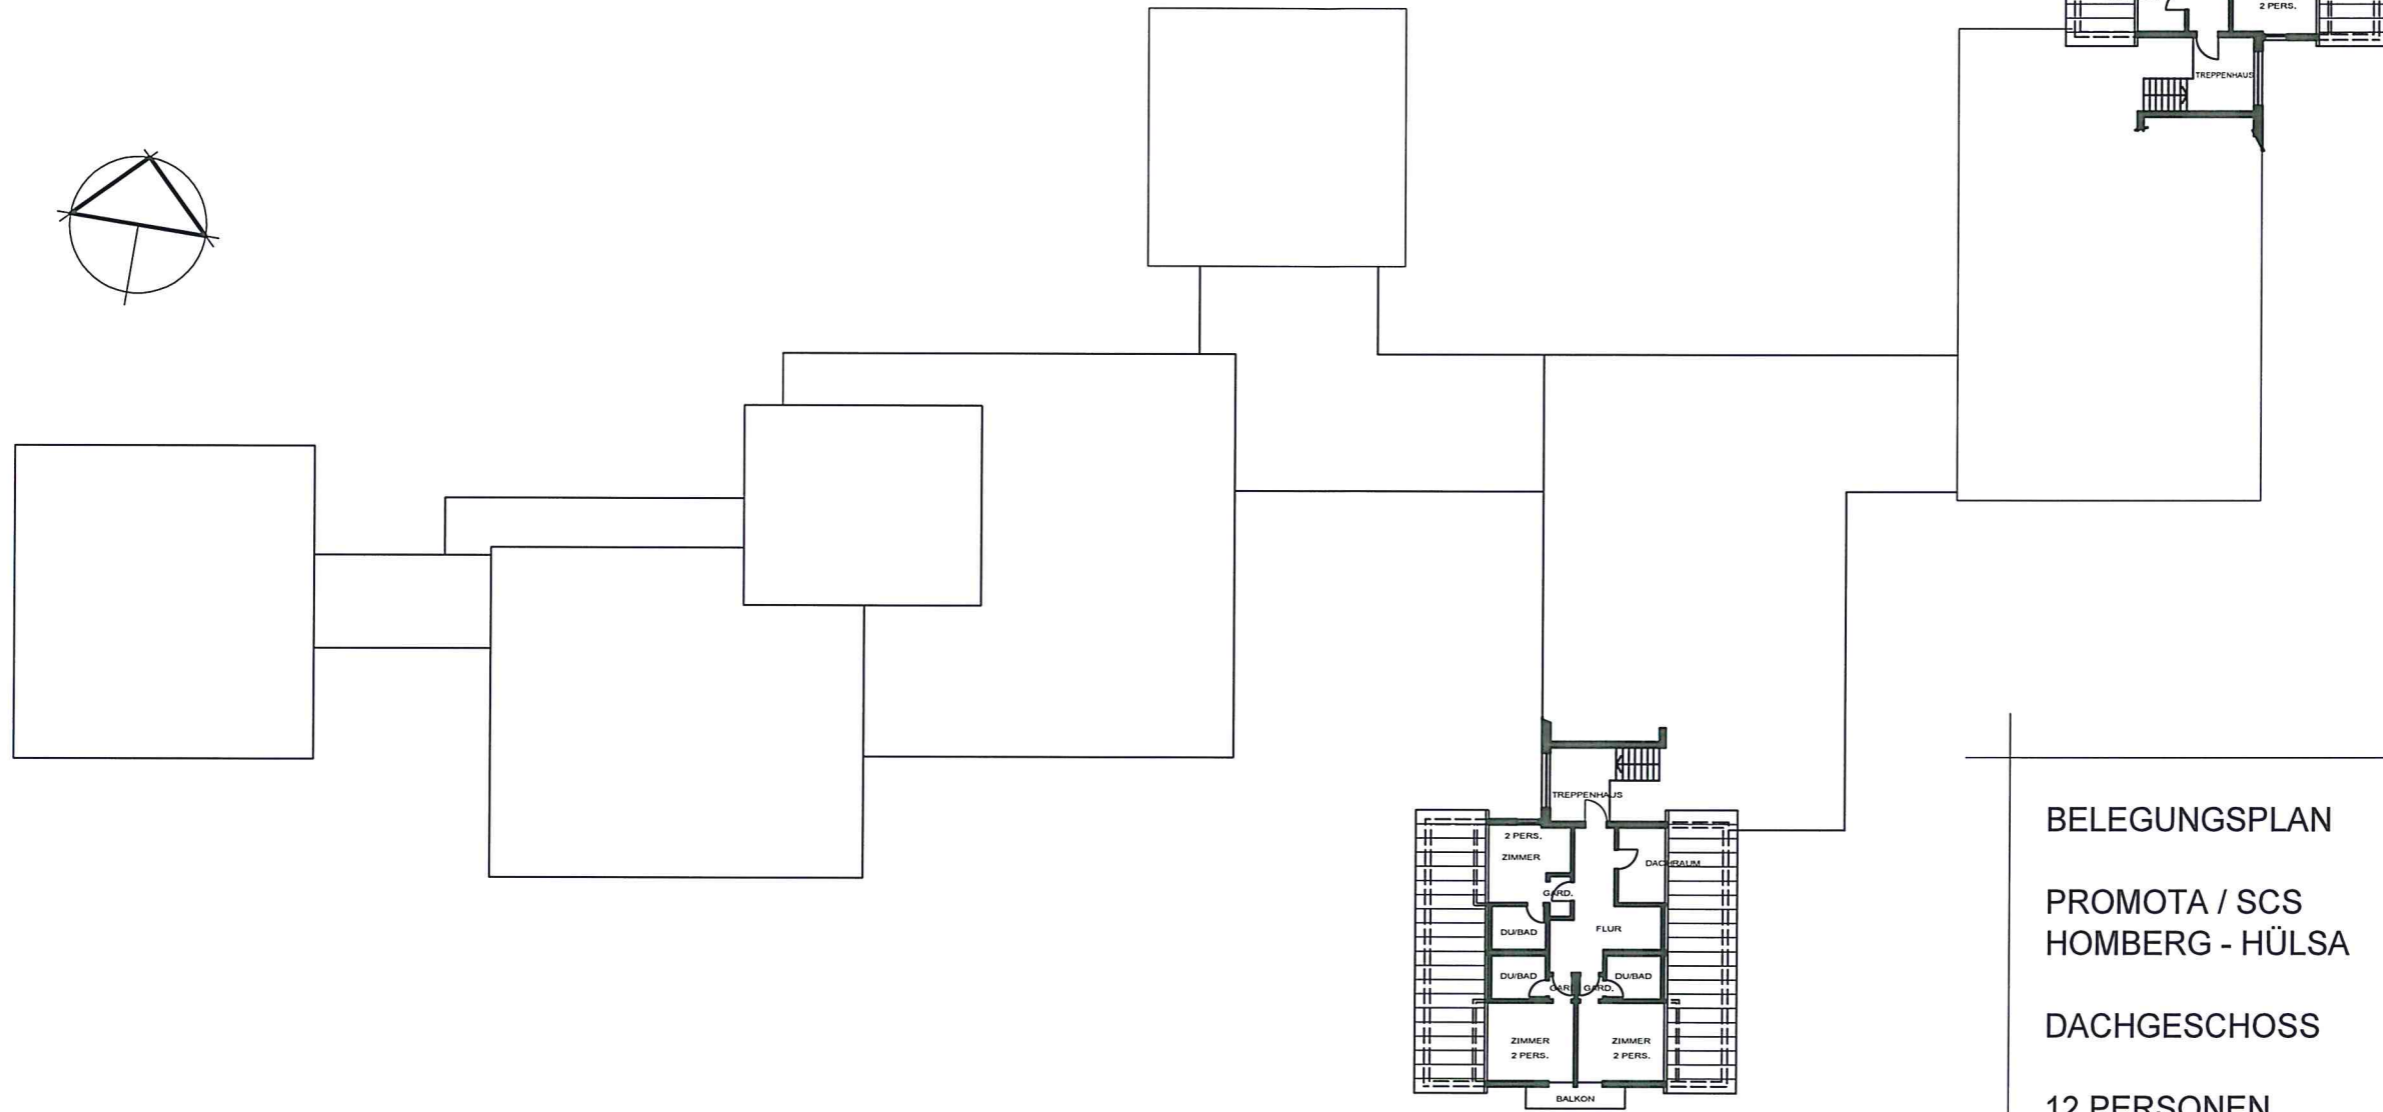 2 PERS.
TREPPENHAUS
TREPPENHAUS
2 PERS.
ZIMMER
DACHRAUM
GARD.
DU/BAD
FLUR
DU/BAD
DU/BAD
GARD.
GARD.
ZIMMER
2 PERS.
ZIMMER
2 PERS.
BALKON
BELEGUNGSPLAN
PROMOTA / SCS
HOMBERG - HÜLSA
DACHGESCHOSS
12 PERSONEN